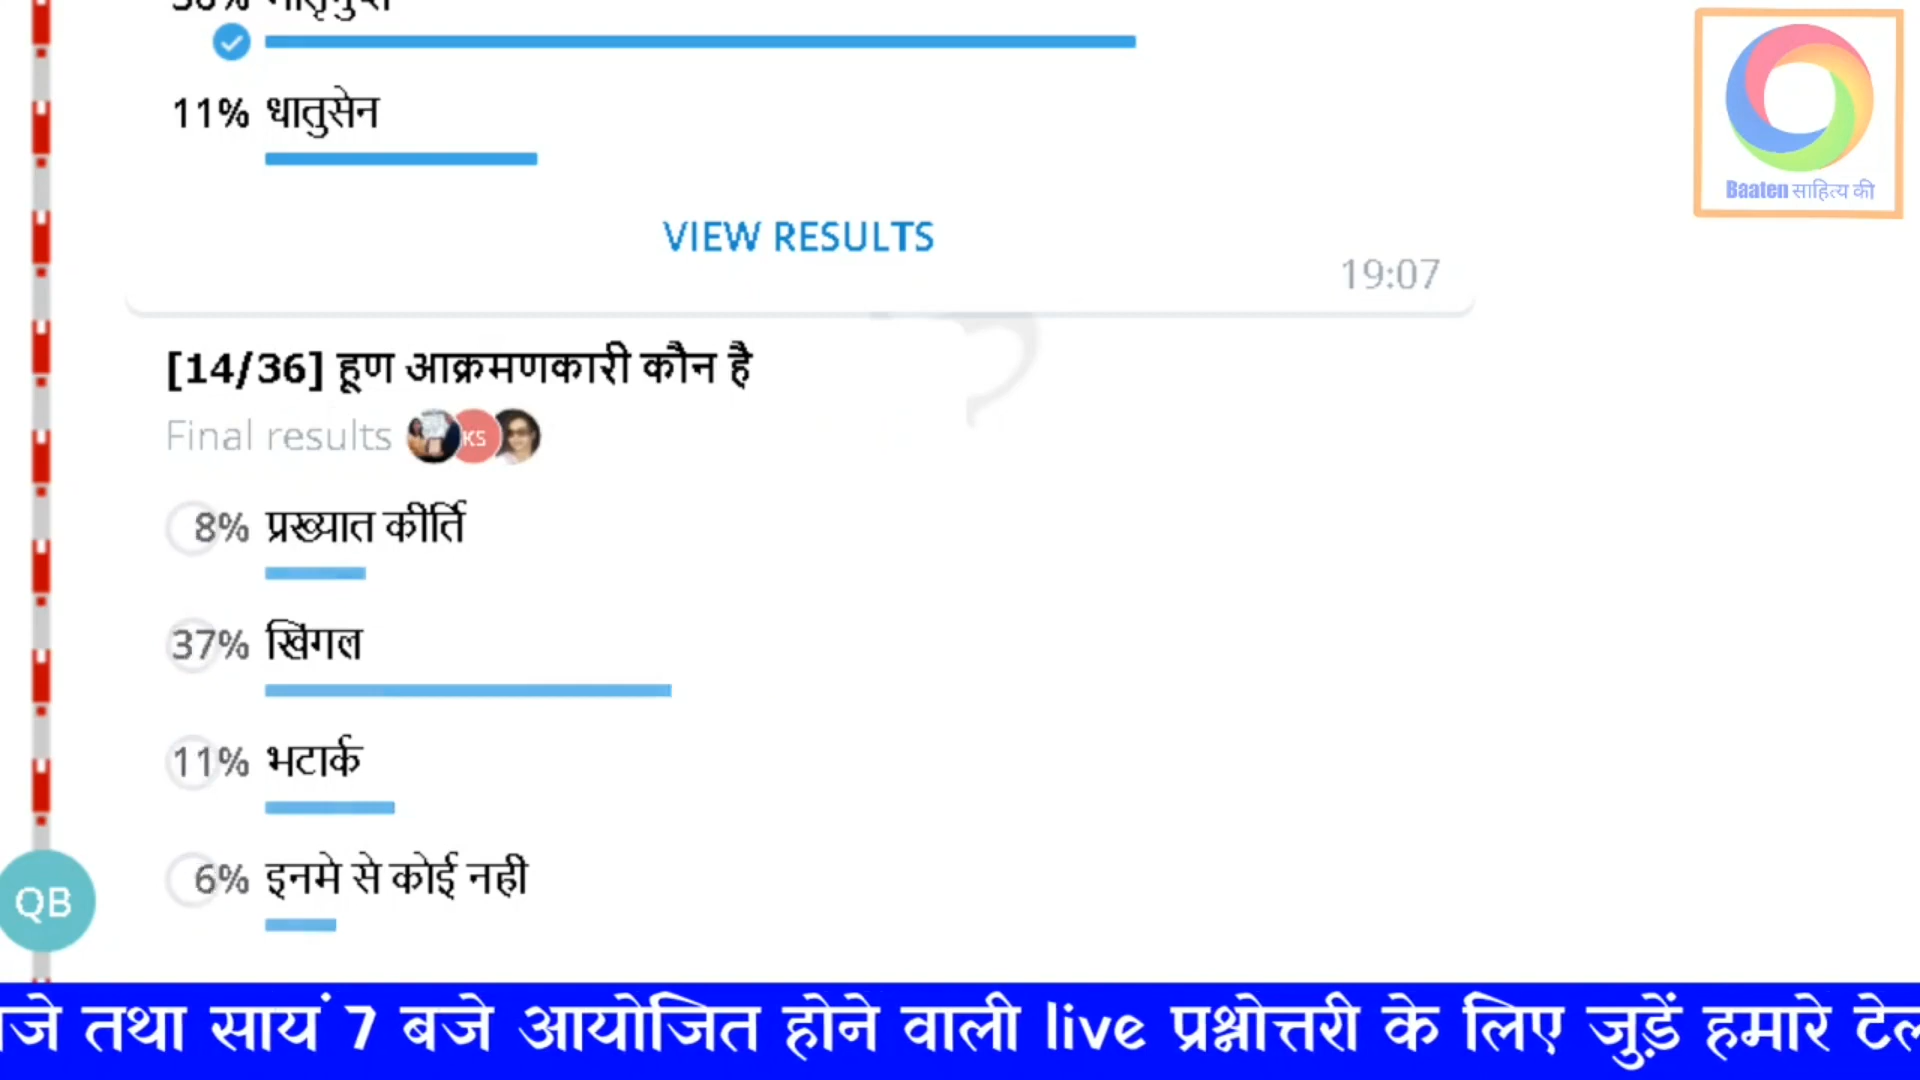 11% धातुसेन
VIEW RESULTS
19:07
[14/36] हूण आक्रमणकारी कौन है
Final results KS
8% प्रख्यात कीर्ति
37% खिंगल
11% भटार्क
6% इनमे से कोई नहीं
QB
Baaten साहित्य की
तथा सायं 7 बजे आयोजित होने वाली live प्रश्नोत्तरी के लिए जुड़ें हमारे